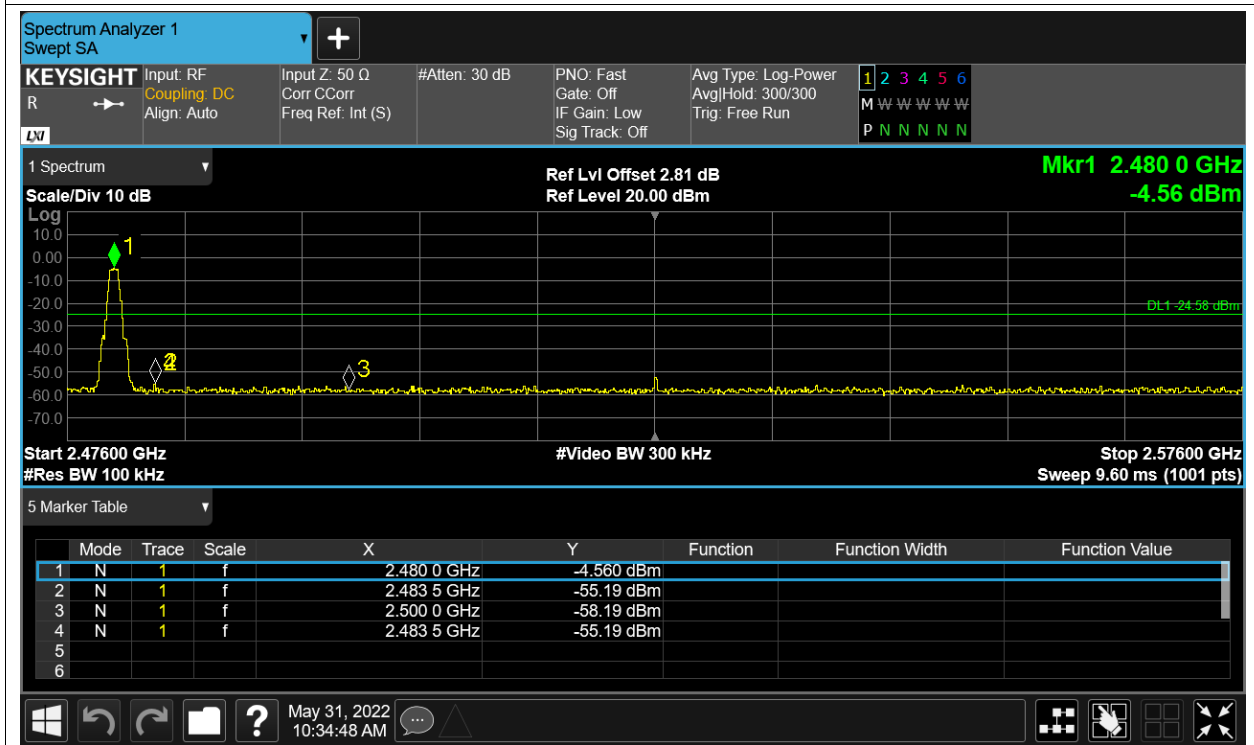 Spectrum Analyzer 1
Swept SA
+
KEYSIGHT
R
LXI
Input: RF
Coupling: DC
Align: Auto
Input Z: 50 Ω
Corr CCorr
Freq Ref: Int (S)
#Atten: 30 dB
PNO: Fast
Gate: Off
IF Gain: Low
Sig Track: Off
Avg Type: Log-Power
Avg|Hold: 300/300
Trig: Free Run
1 2 3 4 5 6
M W W W W W
P N N N N N
1 Spectrum
Scale/Div 10 dB
Ref Lvl Offset 2.81 dB
Ref Level 20.00 dBm
Mkr1 2.480 0 GHz
-4.56 dBm
Log
10.0
0.00
-10.0
-20.0
-30.0
-40.0
-50.0
-60.0
-70.0
1
3
DL1 -24.58 dBm
Start 2.47600 GHz
#Res BW 100 kHz
#Video BW 300 kHz
Stop 2.57600 GHz
Sweep 9.60 ms (1001 pts)
5 Marker Table
Mode Trace Scale X Y Function Function Width Function Value
1 N 1 f 2.480 0 GHz -4.560 dBm
2 N 1 f 2.483 5 GHz -55.19 dBm
3 N 1 f 2.500 0 GHz -58.19 dBm
4 N 1 f 2.483 5 GHz -55.19 dBm
5
6
?
May 31, 2022
10:34:48 AM